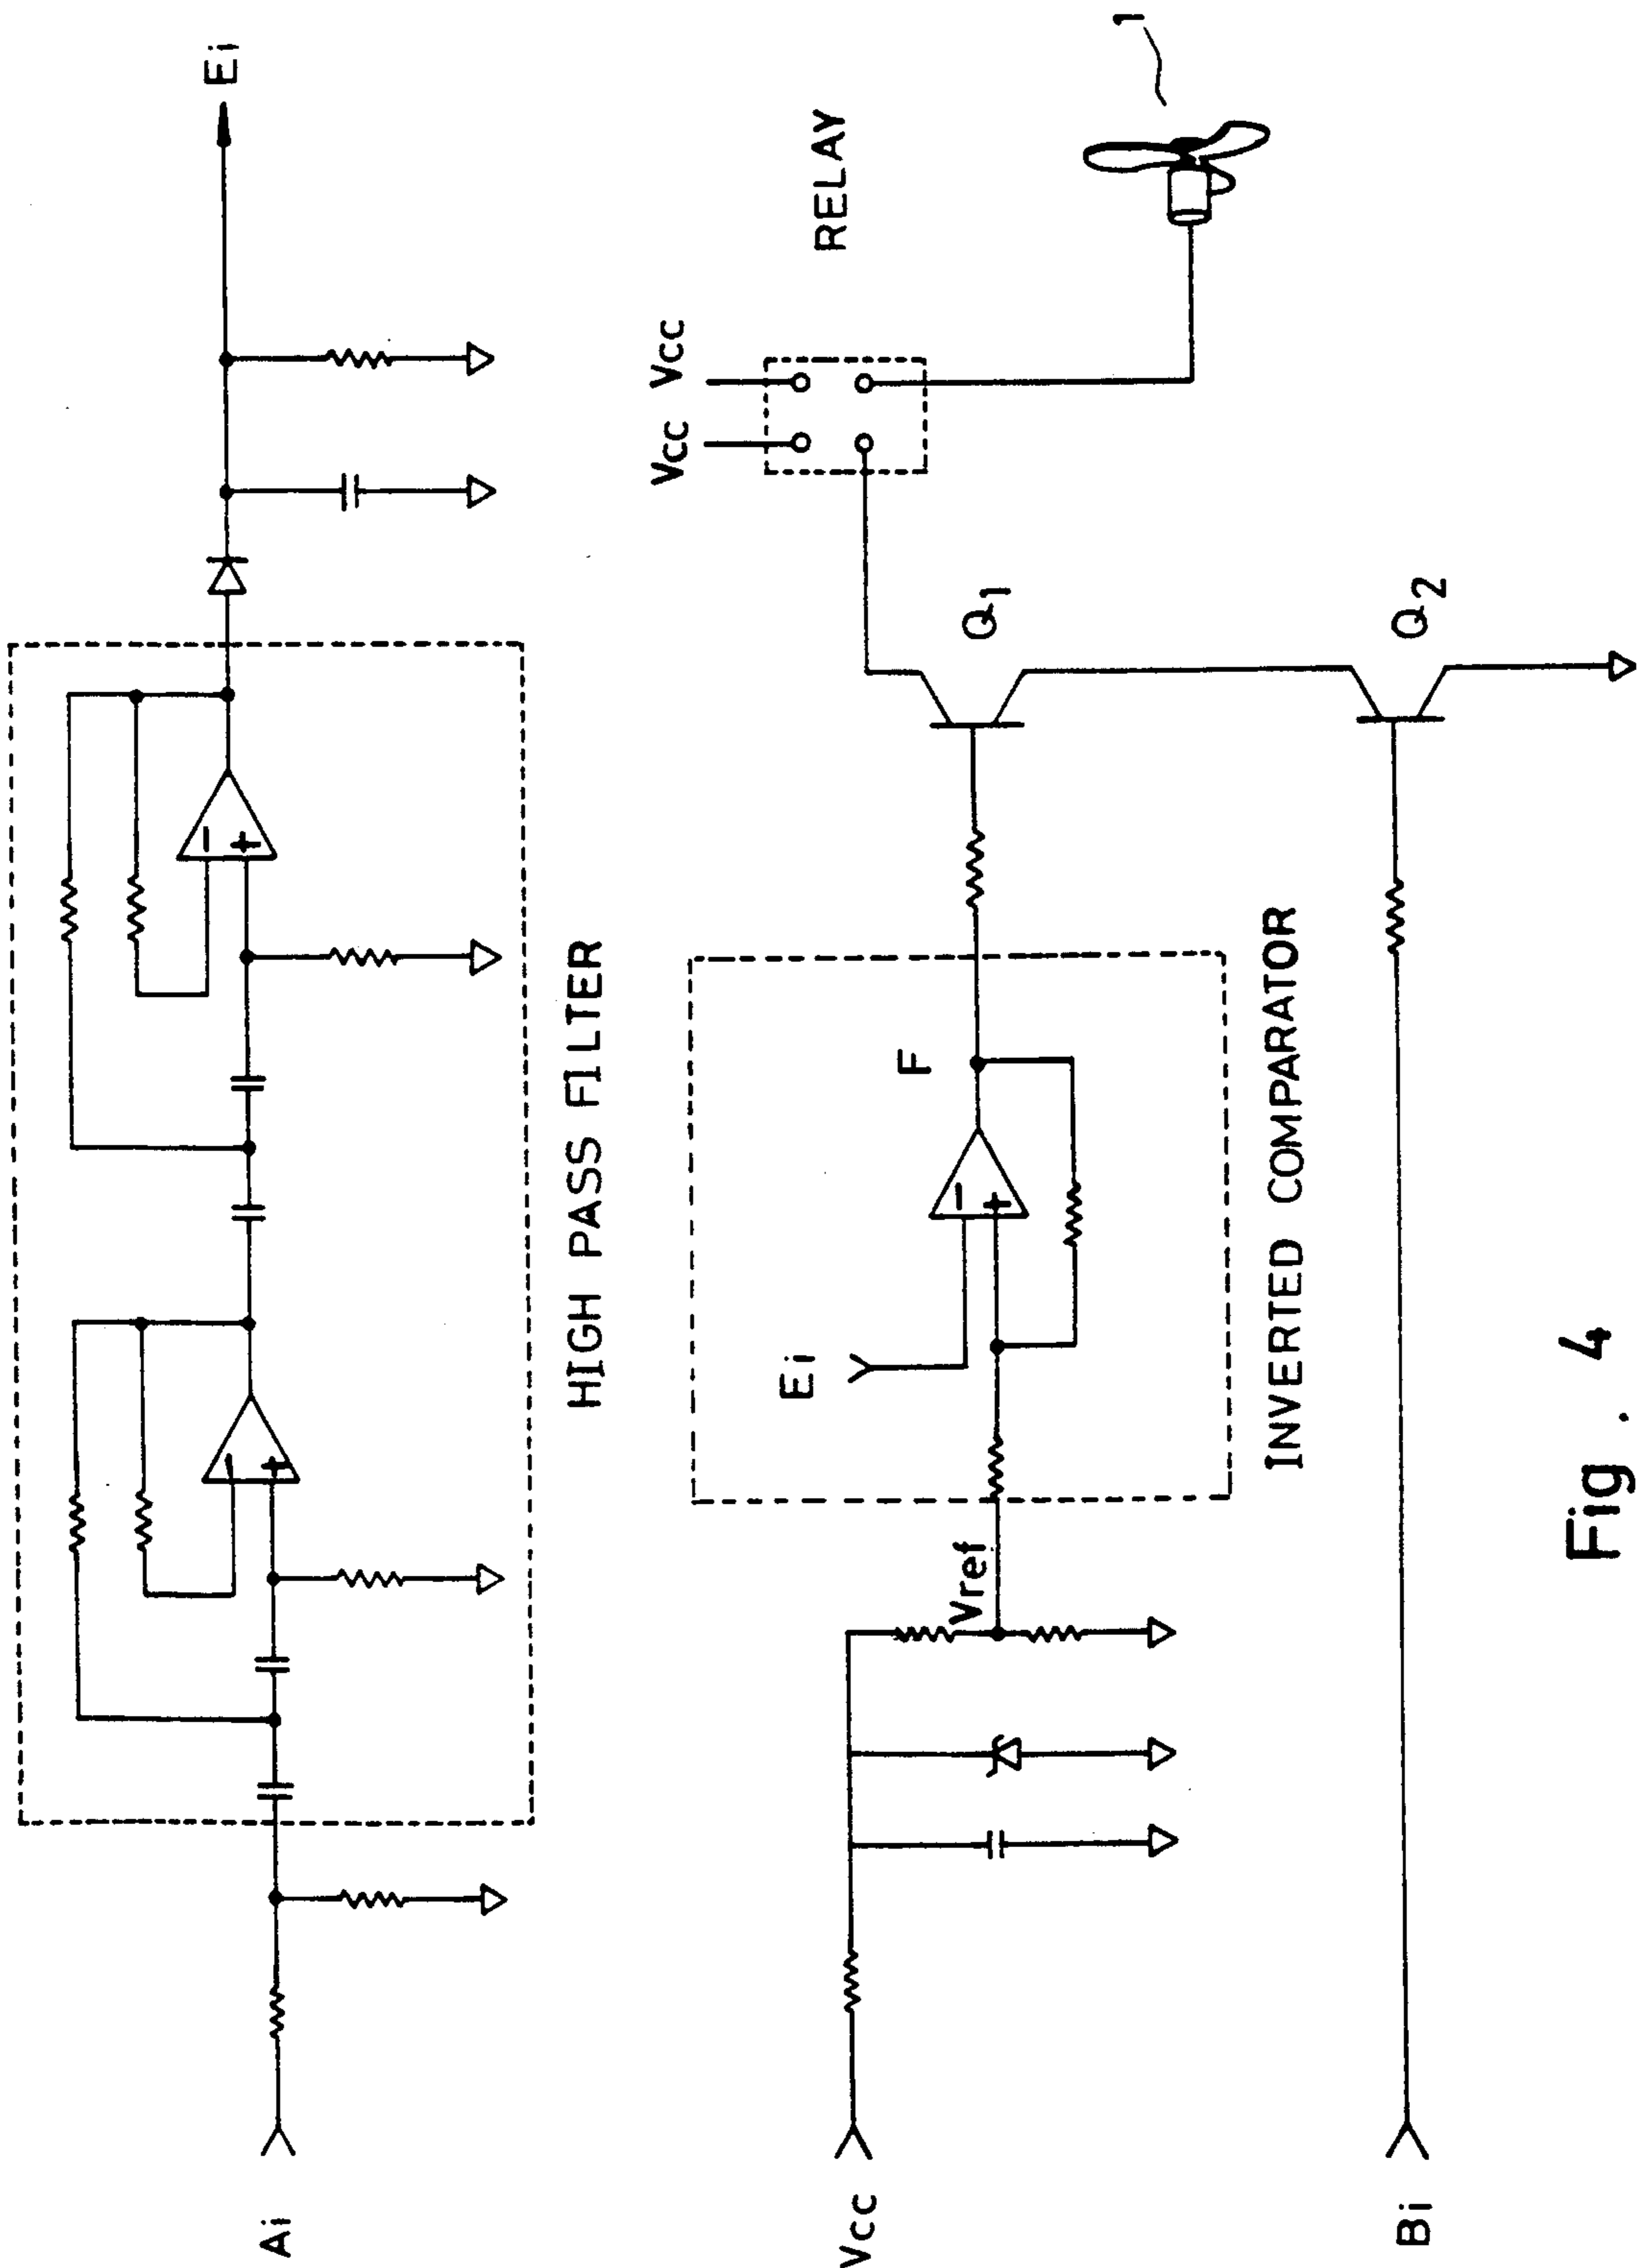 Ai
HIGH PASS FILTER
Ei
Vcc
Vref
Ei
F
INVERTED COMPARATOR
Q1
Vcc
Vcc
RELAY
1
Bi
Q2
Fig. 4